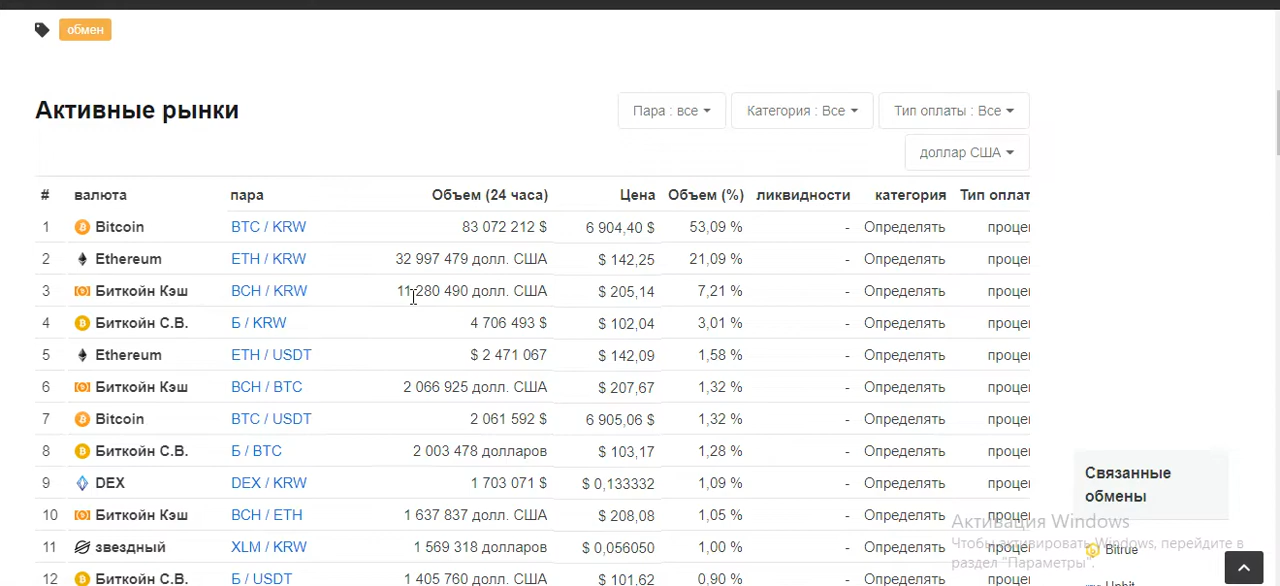 обмен
Активные рынки
Пара : все
Категория : Все
Тип оплаты : Все
доллар США
# валюта пара Объем (24 часа) Цена Объем (%) ликвидности категория Тип оплат
1 Bitcoin BTC / KRW 83 072 212 $ 6 904,40 $ 53,09 % - Определять процен
2 Ethereum ETH / KRW 32 997 479 долл. США $ 142,25 21,09 % - Определять процен
3 Биткойн Кэш BCH / KRW 11 280 490 долл. США $ 205,14 7,21 % - Определять процен
4 Биткойн С.В. Б / KRW 4 706 493 $ $ 102,04 3,01 % - Определять процен
5 Ethereum ETH / USDT $ 2 471 067 $ 142,09 1,58 % - Определять процен
6 Биткойн Кэш BCH / BTC 2 066 925 долл. США $ 207,67 1,32 % - Определять процен
7 Bitcoin BTC / USDT 2 061 592 $ 6 905,06 $ 1,32 % - Определять процен
8 Биткойн С.В. Б / BTC 2 003 478 долларов $ 103,17 1,28 % - Определять процен
9 DEX DEX / KRW 1 703 071 $ $ 0,133332 1,09 % - Определять процен
10 Биткойн Кэш BCH / ETH 1 637 837 долл. США $ 208,08 1,05 % - Определять процен
11 звездный XLM / KRW 1 569 318 долларов $ 0,056050 1,00 % - Определять процен
12 Биткойн С.В. Б / USDT 1 405 760 долл. США $ 101,62 0,90 % - Определять процен
Связанные
обмены
Bitrue
Upbit
Активация Windows
Чтобы активировать Windows, перейдите в
раздел "Параметры".